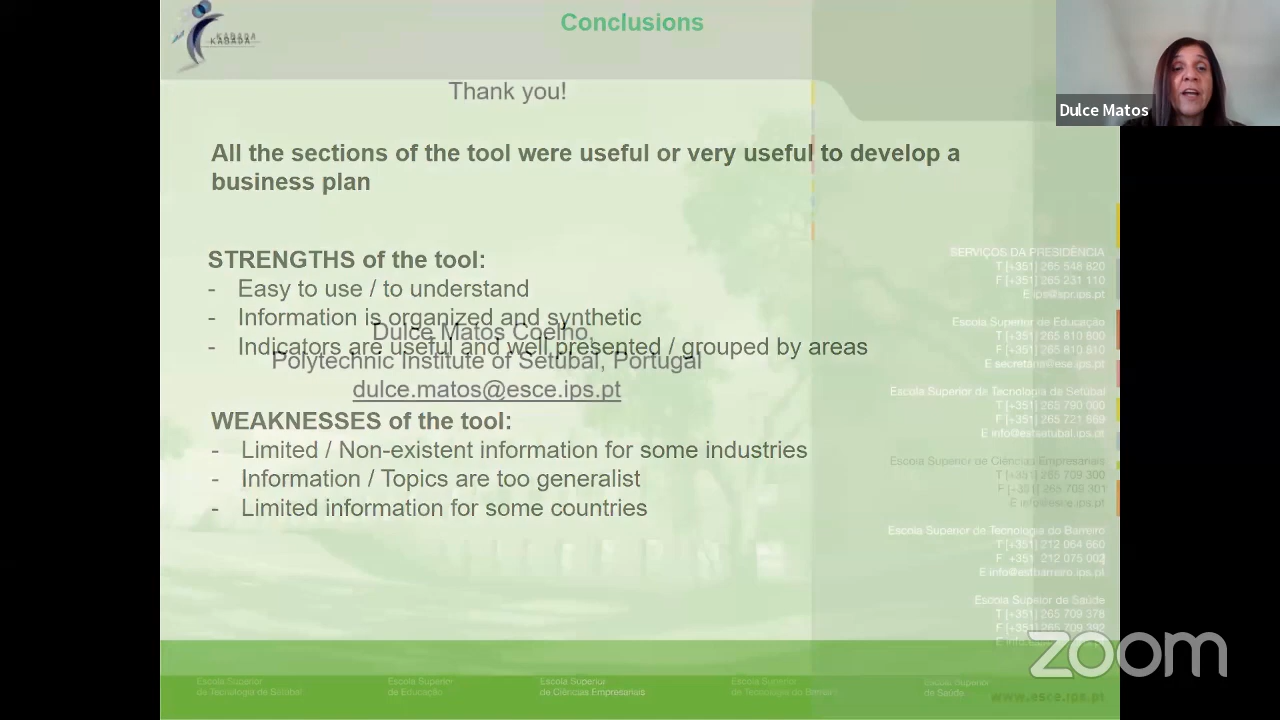 Conclusions
KABADA
Thank you!
Dulce Matos
All the sections of the tool were useful or very useful to develop a
business plan
STRENGTHS of the tool:
- Easy to use / to understand
- Information is organized and synthetic
- Indicators are useful and well presented / grouped by areas
Dulce Matos Coelho,
Polytechnic Institute of Setúbal, Portugal
dulce.matos@esce.ips.pt
WEAKNESSES of the tool:
- Limited / Non-existent information for some industries
- Information / Topics are too generalist
- Limited information for some countries
SERVIÇOS DA PRESIDÊNCIA
T [+351] 265 548 820
F [+351] 265 231 110
E ips@spr.ips.pt
Escola Superior de Educação
T [+351] 265 810 800
F [+351] 265 810 810
E secretaria@ese.ips.pt
Escola Superior de Tecnologia de Setúbal
T [+351] 265 790 000
F [+351] 265 721 869
E info@estsetubal.ips.pt
Escola Superior de Ciências Empresariais
T [+351] 265 709 300
F [+351] 265 709 301
E info@esce.ips.pt
Escola Superior de Tecnologia do Barreiro
T [+351] 212 064 660
F +351 212 075 002
E info@estbarreiro.ips.pt
Escola Superior de Saúde
T [+351] 265 709 378
F [+351] 265 709 392
zoom
Escola Superior
da Tecnologia de Setúbal
Escola Superior
de Educação
Escola Superior
de Ciências Empresariais
Escola Superior
de Tecnologia do Barreiro
Escola Superior
de Saúde
www.esce.ips.pt